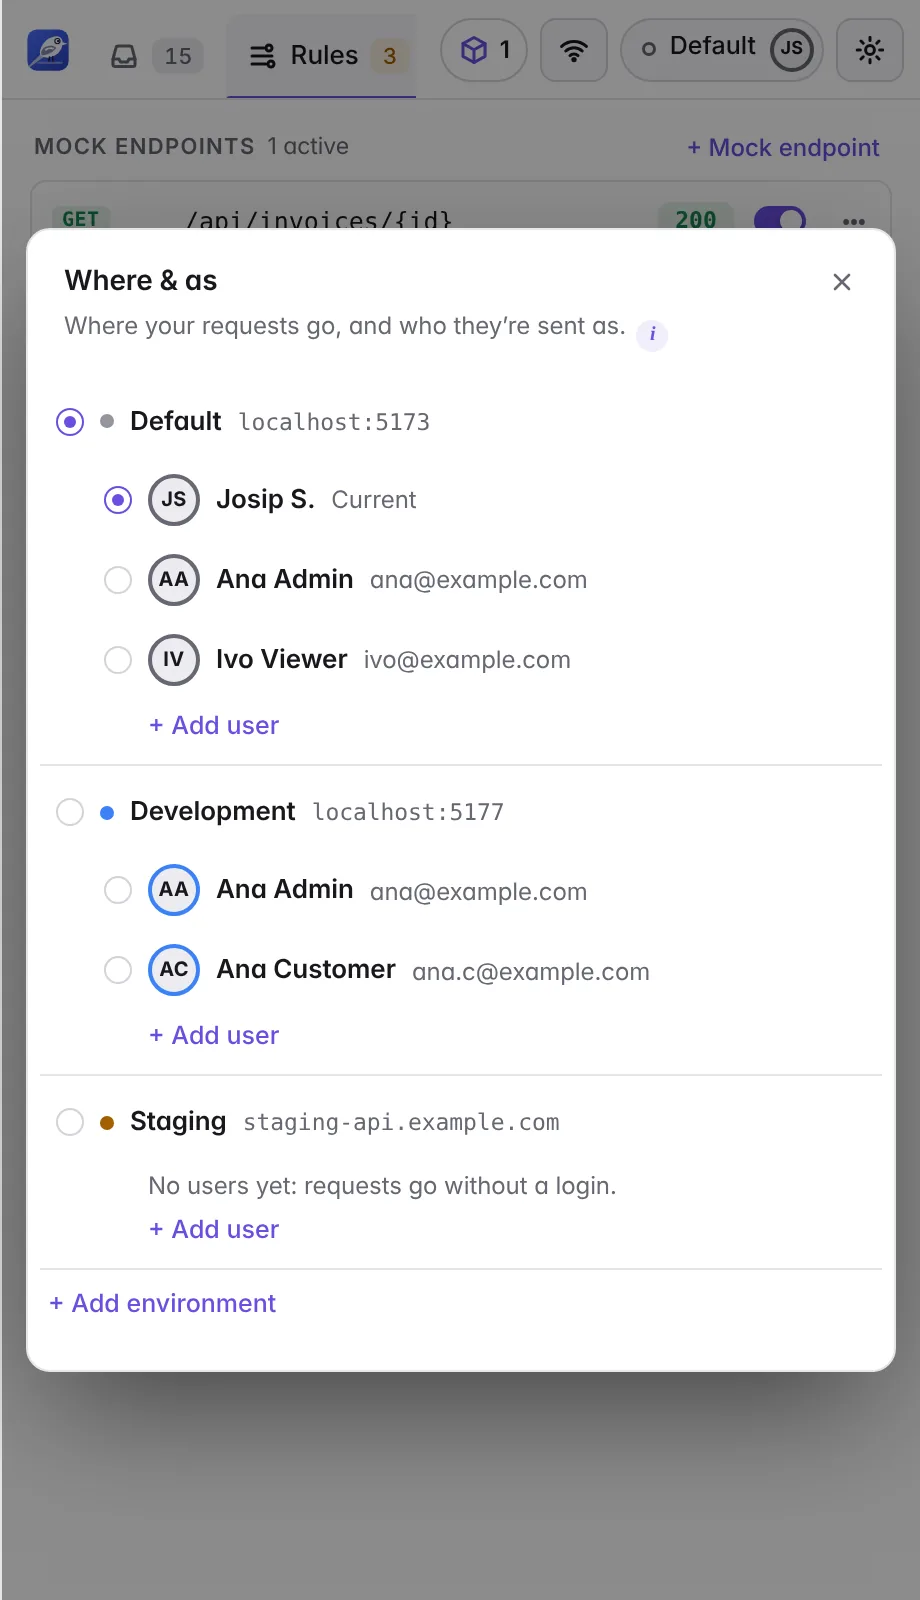 15
Rules 3
1
Default JS
MOCK ENDPOINTS 1 active
+ Mock endpoint
GET /api/invoices/{id} 200
Where & as
Where your requests go, and who they’re sent as. i
Default localhost:5173
JS Josip S. Current
AA Ana Admin ana@example.com
IV Ivo Viewer ivo@example.com
+ Add user
Development localhost:5177
AA Ana Admin ana@example.com
AC Ana Customer ana.c@example.com
+ Add user
Staging staging-api.example.com
No users yet: requests go without a login.
+ Add user
+ Add environment